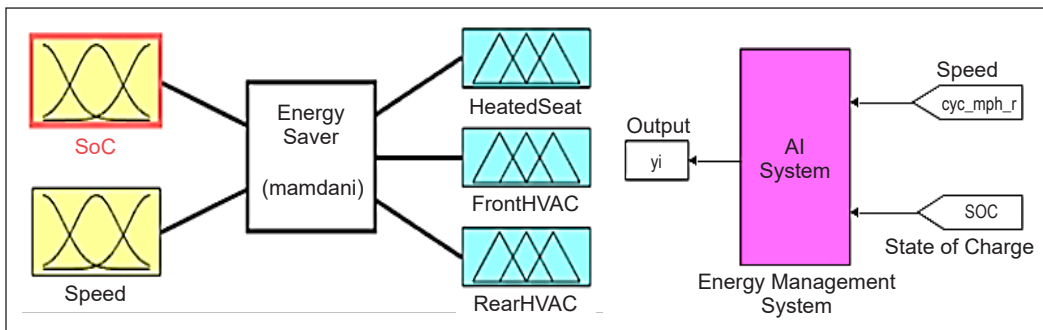 SoC
Speed
Energy
Saver
(mamdani)
HeatedSeat
FrontHVAC
RearHVAC
Output
yi
AI
System
Speed
cyc_mph_r
SOC
State of Charge
Energy Management
System